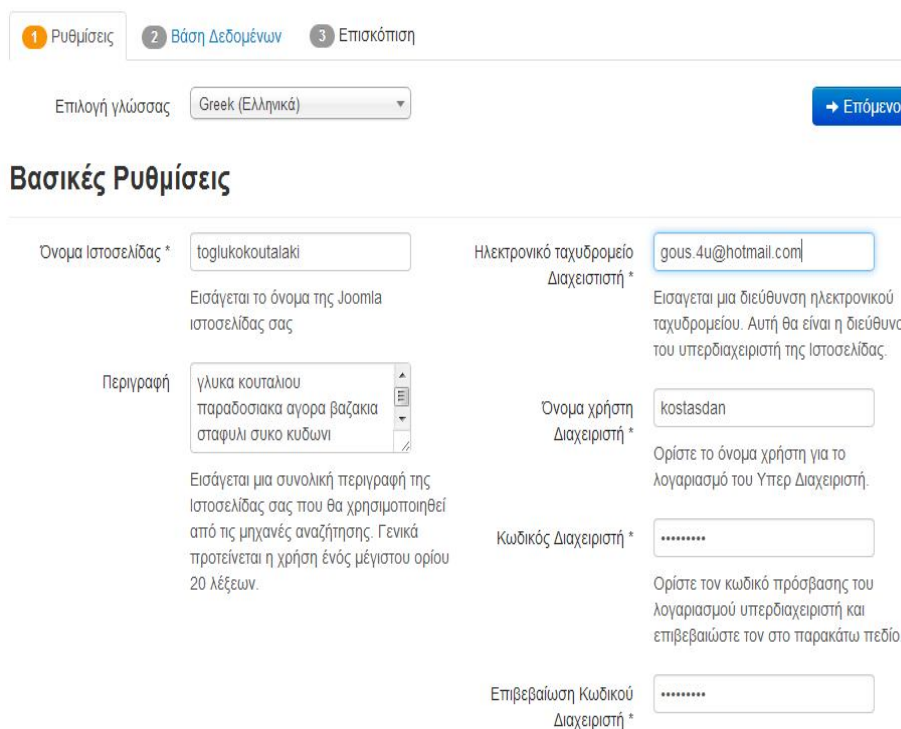 1 Ρυθμίσεις
2 Βάση Δεδομένων
3 Επισκόπιση
Επιλογή γλώσσας
Greek (Ελληνικά)
Επόμενο
Βασικές Ρυθμίσεις
Όνομα Ιστοσελίδας *
toglukokoutalaki
Εισάγεται το όνομα της Joomla
ιστοσελίδας σας
Περιγραφή
γλυκα κουταλιου
παραδοσιακα αγορα βαζακια
σταφυλι συκο κυδωνι
Εισάγεται μια συνολική περιγραφή της
Ιστοσελίδας σας που θα χρησιμοποιηθεί
από τις μηχανές αναζήτησης. Γενικά
προτείνεται η χρήση ένός μέγιστου ορίου
20 λέξεων.
Ηλεκτρονικό ταχυδρομείο
Διαχειστιστή *
gous.4u@hotmail.com
Εισαγεται μια διεύθυνση ηλεκτρονικού
ταχυδρομείου. Αυτή θα είναι η διεύθυνσ
του υπερδιαχειριστή της Ιστοσελίδας.
Όνομα χρήστη
Διαχειριστή *
kostasdan
Ορίστε το όνομα χρήστη για το
λογαριασμό του Υπερ Διαχειριστή.
Κωδικός Διαχειριστή *
•••••••••
Ορίστε τον κωδικό πρόσβασης του
λογαριασμού υπερδιαχειριστή και
επιβεβαιώστε τον στο παρακάτω πεδίο
Επιβεβαίωση Κωδικού
Διαχειριστή *
•••••••••